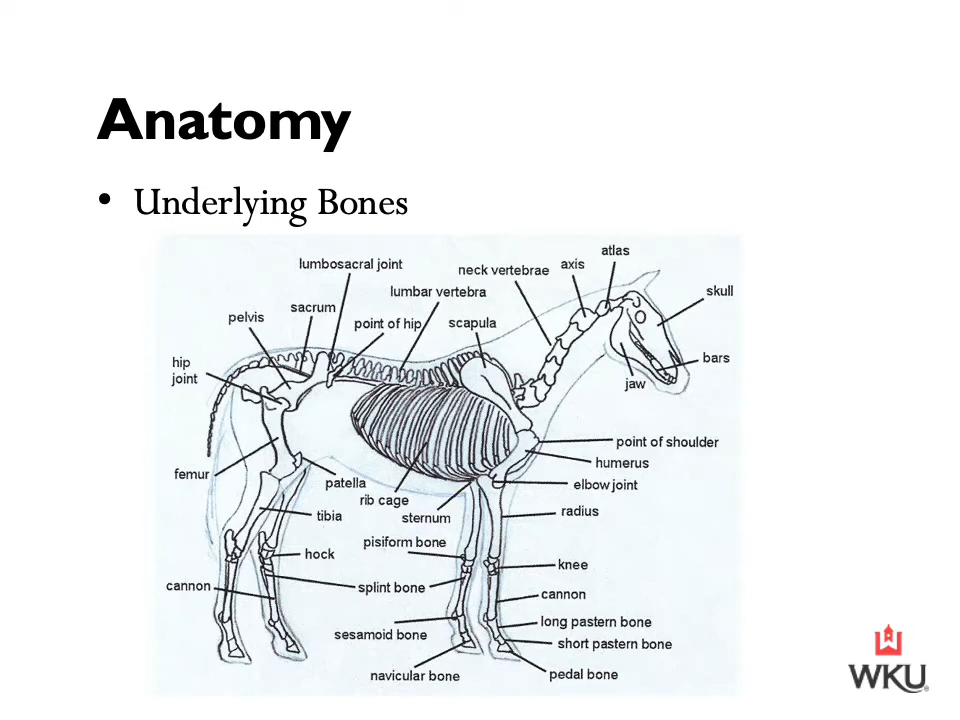 Anatomy
• Underlying Bones
atlas
lumbosacral joint
neck vertebrae
axis
lumbar vertebra
skull
sacrum
pelvis
point of hip
scapula
hip
joint
bars
jaw
point of shoulder
humerus
femur
patella
elbow joint
rib cage
tibia
sternum
radius
pisiform bone
hock
knee
cannon
splint bone
cannon
long pastern bone
sesamoid bone
short pastern bone
navicular bone
pedal bone
WKU